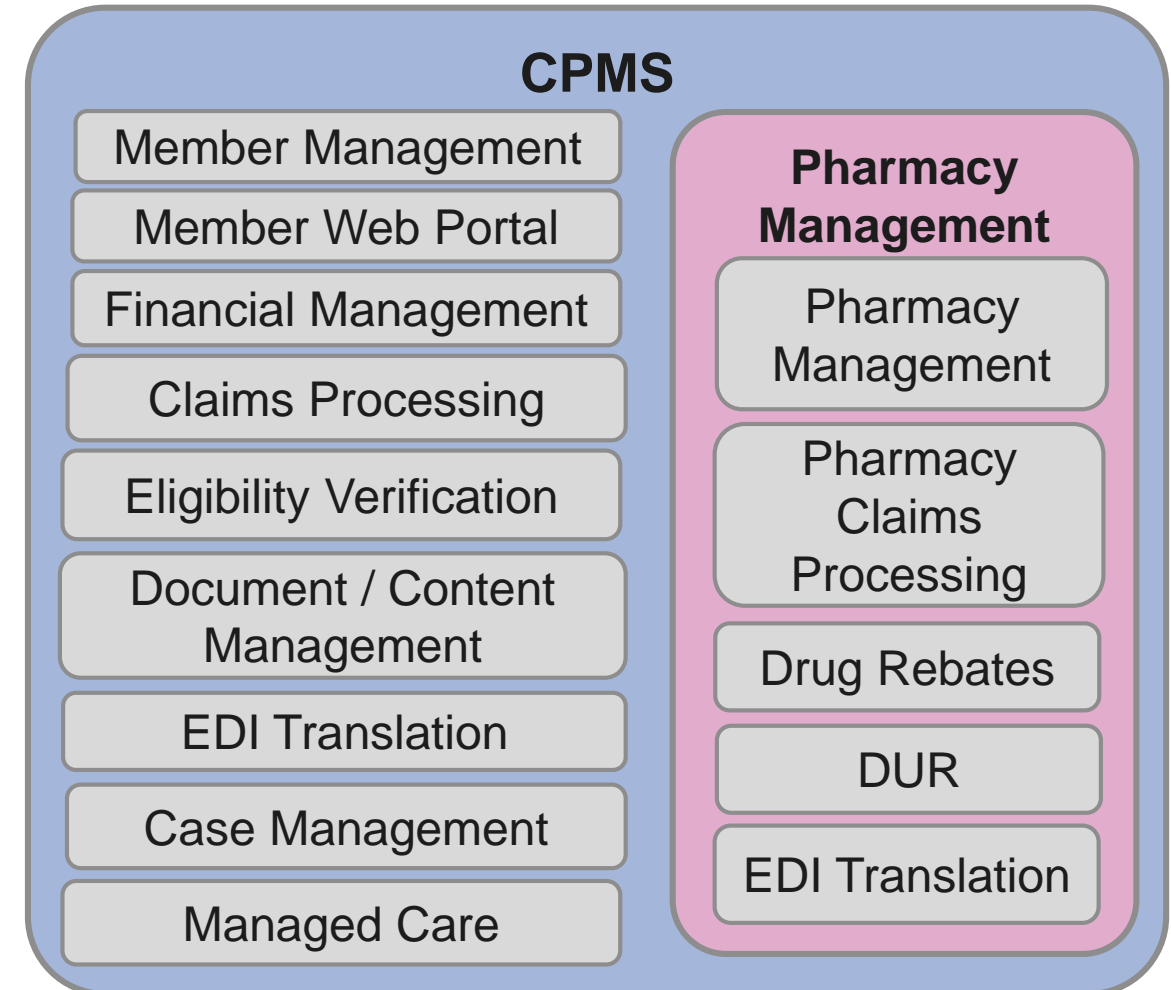 CPMS
Member Management
Member Web Portal
Financial Management
Claims Processing
Eligibility Verification
Document / Content
Management
EDI Translation
Case Management
Managed Care
Pharmacy
Management
Pharmacy
Management
Pharmacy
Claims
Processing
Drug Rebates
DUR
EDI Translation